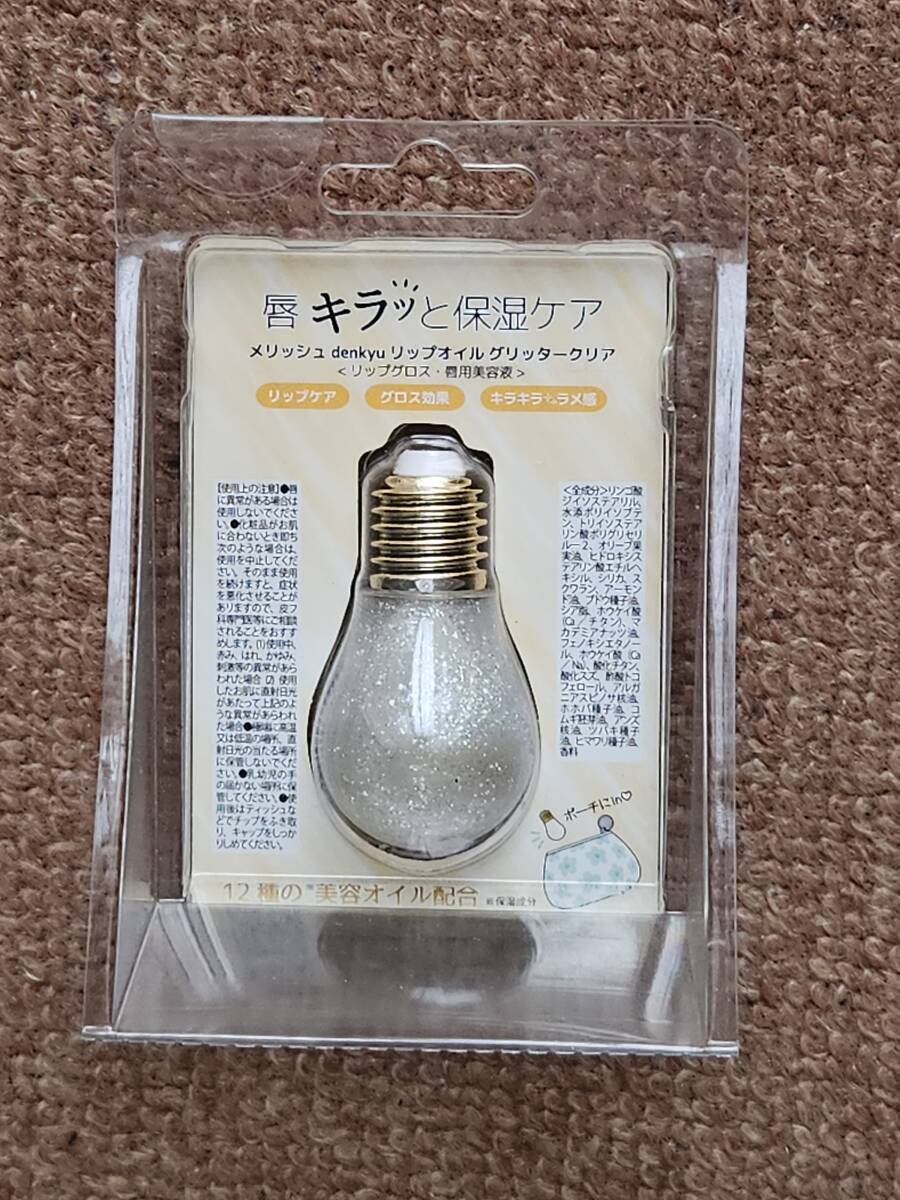 唇 キラッと保湿ケア
メリッシュ denkyu リップオイル グリッタークリア
<リップグロス・唇用美容液>
リップケア
グロス効果
キラキラ ラメ感
【使用上の注意】●唇
に異常がある場合は
使用しないでくださ
い。●化粧品がお肌
に合わないとき即ち
次のような場合は、
使用を中止してくだ
さい。そのまま使用
を続けますと、症状
を悪化させることが
ありますので、皮フ
科専門医等にご相談
されることをおすす
めします。(1)使用中、
赤み、はれ、かゆみ、
刺激等の異常があら
われた場合 (2) 使用
したお肌に直射日光
があたって上記のよ
うな異常があらわれ
た場合●極端に高温
又は低温の場所、直
射日光の当たる場所
に保管しないでくだ
さい。●乳幼児の手
の届かない場所に保
管してください。●使
用後はティッシュな
どでチップをふき取
り、キャップをしっか
りしめてください。
<全成分>リンゴ酸
ジイソステアリル、
水添ポリイソブテ
ン、トリイソステア
リン酸ポリグリセリ
ル－2、オリーブ果
実油、ヒドロキシス
テアリン酸エチルヘ
キシル、シリカ、ス
クワラン、アーモン
ド油、ブドウ種子油、
シア脂、ホウケイ酸
(Ca／チタン)、マ
カデミアナッツ油、
フェノキシエタノー
ル、ホウケイ酸 (Ca
／Na)、酸化チタン、
酸化スズ、酢酸トコ
フェロール、アルガ
ニアスピノサ核油、
ホホバ種子油、コ
ムギ胚芽油、アンズ
核油、ツバキ種子
油、ヒマワリ種子油、
香料
ポーチにin♡
12種の※美容オイル配合 ※保湿成分